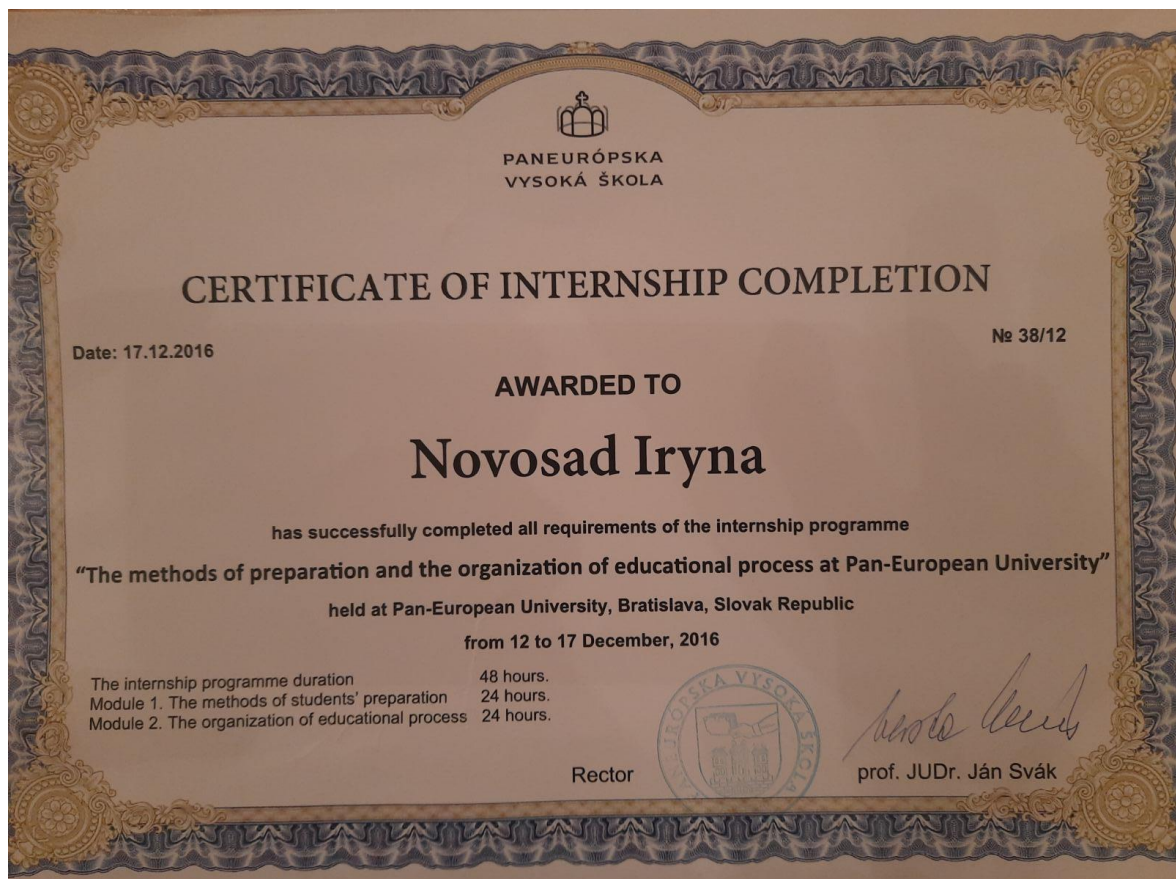 PANEURÓPSKA
VYSOKÁ ŠKOLA
CERTIFICATE OF INTERNSHIP COMPLETION
Date: 17.12.2016
№ 38/12
AWARDED TO
Novosad Iryna
has successfully completed all requirements of the internship programme
“The methods of preparation and the organization of educational process at Pan-European University”
held at Pan-European University, Bratislava, Slovak Republic
from 12 to 17 December, 2016
The internship programme duration 48 hours.
Module 1. The methods of students’ preparation 24 hours.
Module 2. The organization of educational process 24 hours.
PANEURÓPSKA VYSOKÁ ŠKOLA
Rector
prof. JUDr. Ján Svák